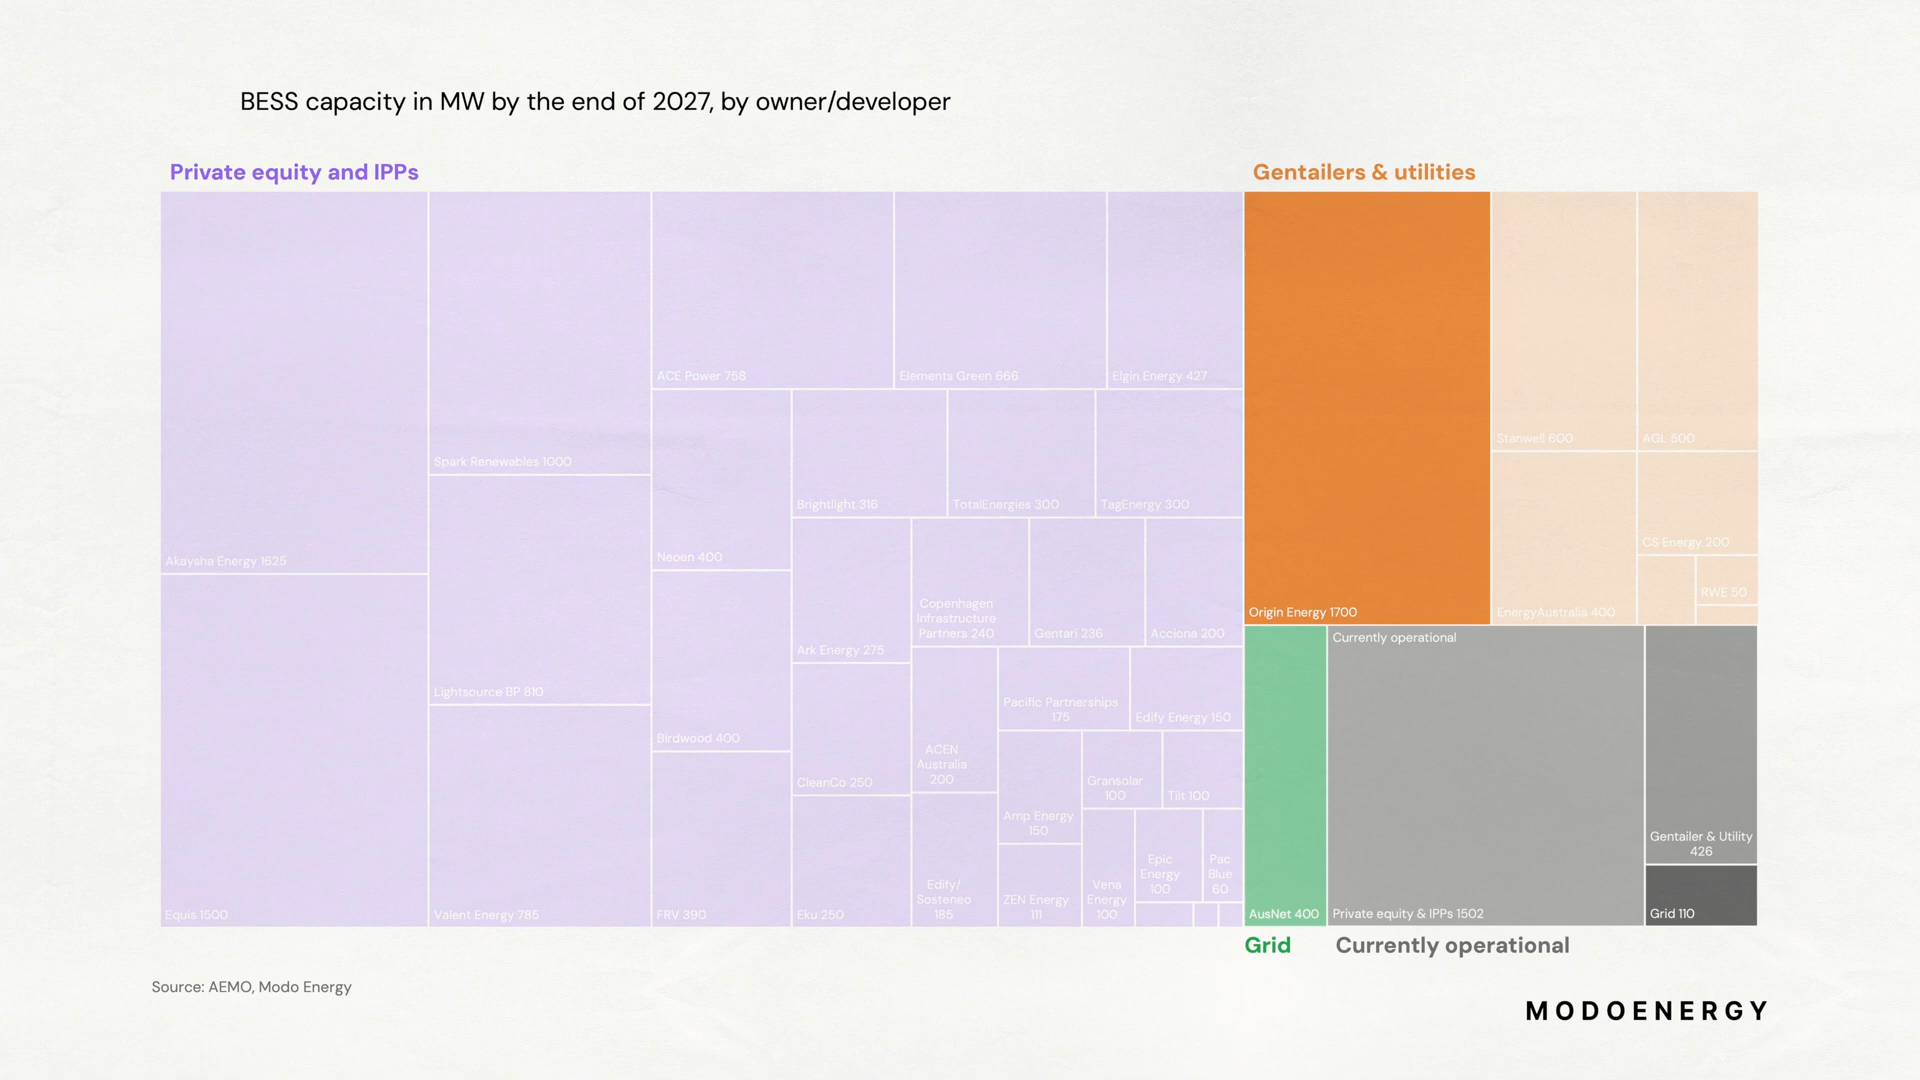 BESS capacity in MW by the end of 2027, by owner/developer
Private equity and IPPs
Gentailers & utilities
ACE Power 758
Elements Green 666
Elgin Energy 427
Spark Renewables 1000
Stanwell 600
AGL 500
Brightlight 316
TotalEnergies 300
TagEnergy 300
Akaysha Energy 1625
Neoen 400
CS Energy 200
RWE 50
Origin Energy 1700
EnergyAustralia 400
Copenhagen
Infrastructure
Partners 240
Gentari 236
Acciona 200
Ark Energy 275
Currently operational
Lightsource BP 810
Pacific Partnerships
175
Edify Energy 150
Birdwood 400
ACEN
Australia
200
CleanCo 250
Gransolar
100
Tilt 100
Amp Energy
150
Gentailer & Utility
426
Epic
Energy
100
Pac
Blue
60
Equis 1500
Valent Energy 785
FRV 390
Eku 250
Edify/
Sosteneo
185
ZEN Energy
111
Vena
Energy
100
AusNet 400
Private equity & IPPs 1502
Grid 110
Grid
Currently operational
Source: AEMO, Modo Energy
MODOENERGY